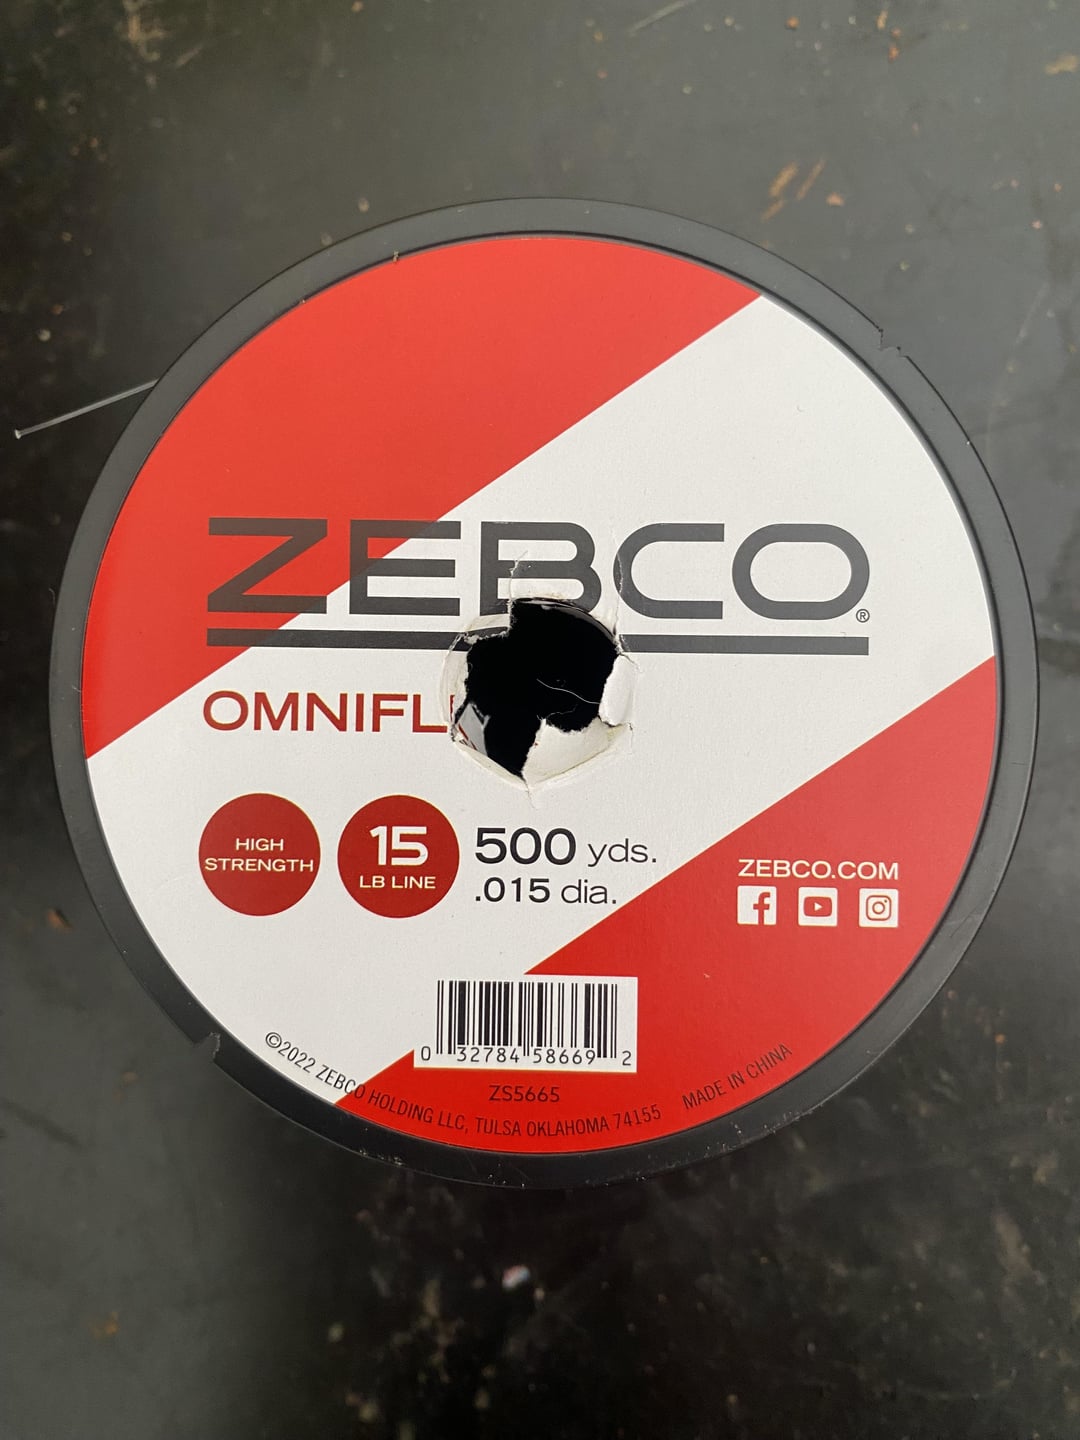 ZEBCO®
OMNIFL
HIGH
STRENGTH
15
LB LINE
500 yds.
.015 dia.
ZEBCO.COM
0 32784 58669 2
ZS5665
©2022 ZEBCO HOLDING LLC, TULSA OKLAHOMA 74155 MADE IN CHINA